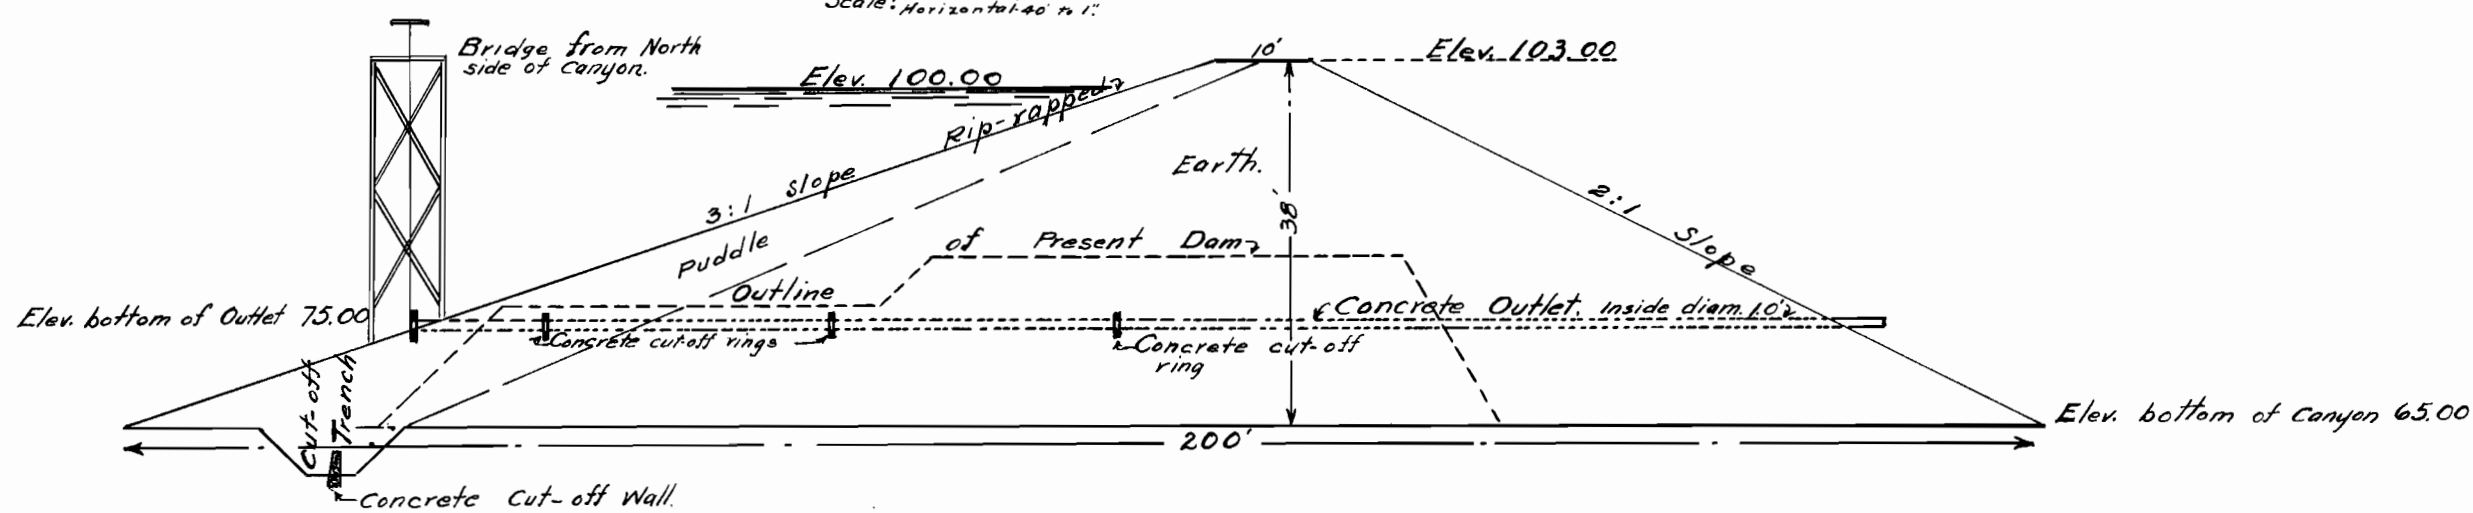 Scale: Horizontal 40' to 1".
Bridge from North
side of Canyon.
Elev. 100.00
10'
Elev. 103.00
Rip-rapped
Earth.
3:1 Slope
38'
2:1 Slope
Puddle
Outline of Present Dam
Elev. bottom of Outlet 75.00
Concrete Outlet. Inside diam. 1.0'
Concrete cut-off rings
Concrete cut-off
ring
Cut-off
Trench
Elev. bottom of Canyon 65.00
200'
Concrete Cut-off Wall.